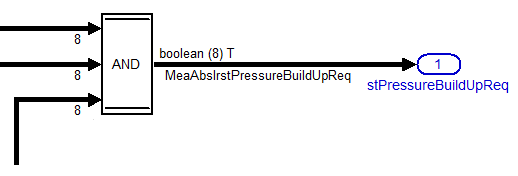 8
8
8
AND
boolean (8) T
MeaAbsIrstPressureBuildUpReq
1
stPressureBuildUpReq